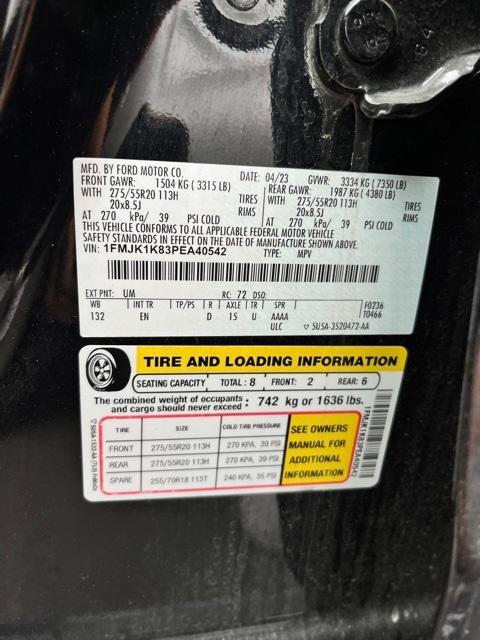 MFD. BY FORD MOTOR CO.
DATE: 04/23 GVWR: 3334 KG (7350 LB)
FRONT GAWR: 1504 KG (3315 LB) REAR GAWR: 1987 KG (4380 LB)
WITH 275/55R20 113H TIRES WITH 275/55R20 113H TIRES
20x8.5J RIMS 20x8.5J RIMS
AT 270 kPa/ 39 PSI COLD AT 270 kPa/ 39 PSI COLD
THIS VEHICLE CONFORMS TO ALL APPLICABLE FEDERAL MOTOR VEHICLE
SAFETY STANDARDS IN EFFECT ON THE DATE OF MANUFACTURE SHOWN ABOVE.
VIN: 1FMJK1K83PEA40542 TYPE: MPV
EXT PNT: UM RC: 72 DSO:
WB INT TR TP/PS R AXLE TR SPR F0236
132 EN D 15 U AAAA T0466
ULC ▽ 5U5A-3520472-AA
TIRE AND LOADING INFORMATION
SEATING CAPACITY TOTAL: 8 FRONT: 2 REAR: 6
The combined weight of occupants
and cargo should never exceed: 742 kg or 1636 lbs.
TIRE SIZE COLD TIRE PRESSURE
FRONT 275/55R20 113H 270 KPA, 39 PSI
REAR 275/55R20 113H 270 KPA, 39 PSI
SPARE 255/70R18 113T 240 KPA, 35 PSI
SEE OWNERS
MANUAL FOR
ADDITIONAL
INFORMATION
1FMJK1K83PEA40542